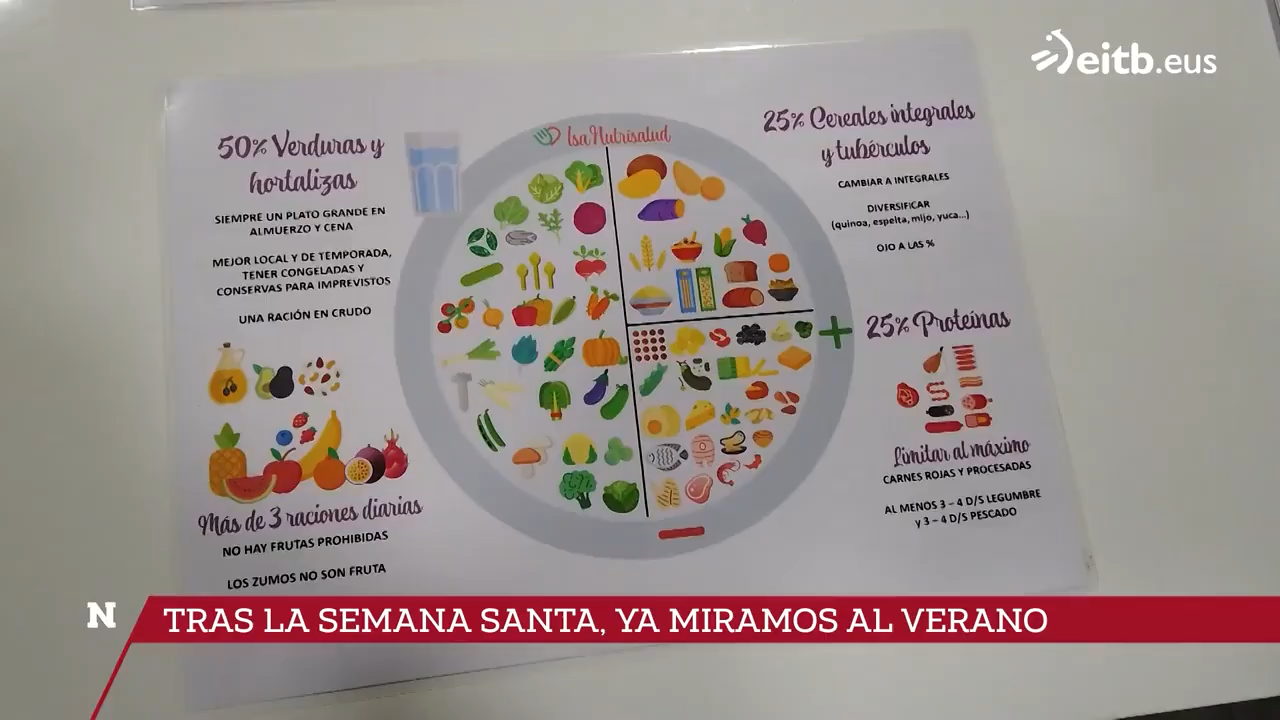 eitb.eus
50% Verduras y
hortalizas
SIEMPRE UN PLATO GRANDE EN
ALMUERZO Y CENA
MEJOR LOCAL Y DE TEMPORADA,
TENER CONGELADAS Y
CONSERVAS PARA IMPREVISTOS
UNA RACIÓN EN CRUDO
Más de 3 raciones diarias
NO HAY FRUTAS PROHIBIDAS
LOS ZUMOS NO SON FRUTA
IsaNutrisalud
25% Cereales integrales
y tubérculos
CAMBIAR A INTEGRALES
DIVERSIFICAR
(quinoa, espelta, mijo, yuca...)
OJO A LAS %
25% Proteínas
Limitar al máximo
CARNES ROJAS Y PROCESADAS
AL MENOS 3 – 4 D/S LEGUMBRE
y 3 – 4 D/S PESCADO
N TRAS LA SEMANA SANTA, YA MIRAMOS AL VERANO